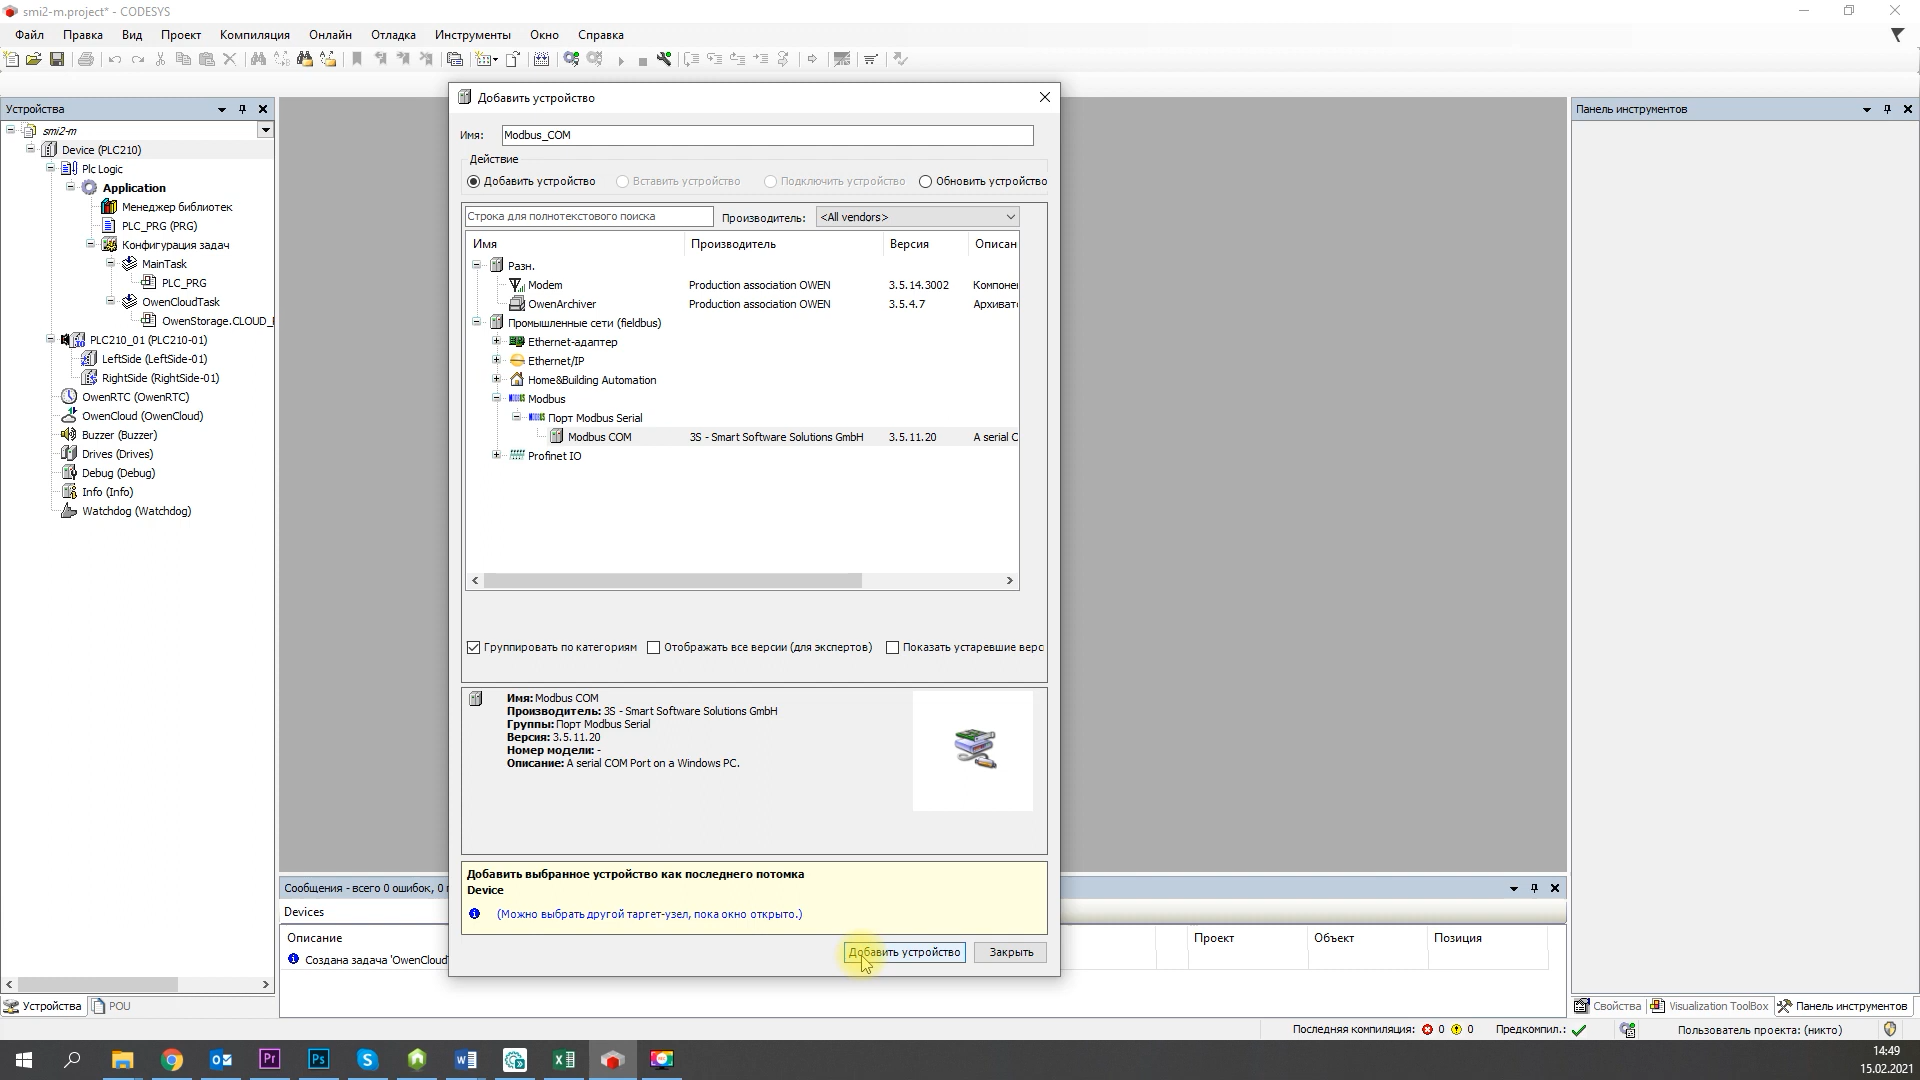 smi2-m.project* - CODESYS
Файл Правка Вид Проект Компиляция Онлайн Отладка Инструменты Окно Справка
Устройства
smi2-m
Device (PLC210)
Plc Logic
Application
Менеджер библиотек
PLC_PRG (PRG)
Конфигурация задач
MainTask
PLC_PRG
OwenCloudTask
OwenStorage.CLOUD_
PLC210_01 (PLC210-01)
LeftSide (LeftSide-01)
RightSide (RightSide-01)
OwenRTC (OwenRTC)
OwenCloud (OwenCloud)
Buzzer (Buzzer)
Drives (Drives)
Debug (Debug)
Info (Info)
Watchdog (Watchdog)
Устройства POU
Добавить устройство
Имя: Modbus_COM
Действие
Добавить устройство Вставить устройство Подключить устройство Обновить устройство
Строка для полнотекстового поиска Производитель: <All vendors>
Имя Производитель Версия Описан
Разн.
Modem Production association OWEN 3.5.14.3002 Компоне
OwenArchiver Production association OWEN 3.5.4.7 Архиват
Промышленные сети (fieldbus)
Ethernet-адаптер
Ethernet/IP
Home&Building Automation
Modbus
Порт Modbus Serial
Modbus COM 3S - Smart Software Solutions GmbH 3.5.11.20 A serial C
Profinet IO
Группировать по категориям Отображать все версии (для экспертов) Показать устаревшие верс
Имя: Modbus COM
Производитель: 3S - Smart Software Solutions GmbH
Группы: Порт Modbus Serial
Версия: 3.5.11.20
Номер модели: -
Описание: A serial COM Port on a Windows PC.
Добавить выбранное устройство как последнего потомка
Device
(Можно выбрать другой таргет-узел, пока окно открыто.)
Добавить устройство Закрыть
Сообщения - всего 0 ошибок, 0
Devices
Описание Проект Объект Позиция
Создана задача 'OwenCloud
Панель инструментов
Свойства Visualization ToolBox Панель инструментов
Последняя компиляция: 0 0 Предкомпил.: Пользователь проекта: (никто)
14:49
15.02.2021